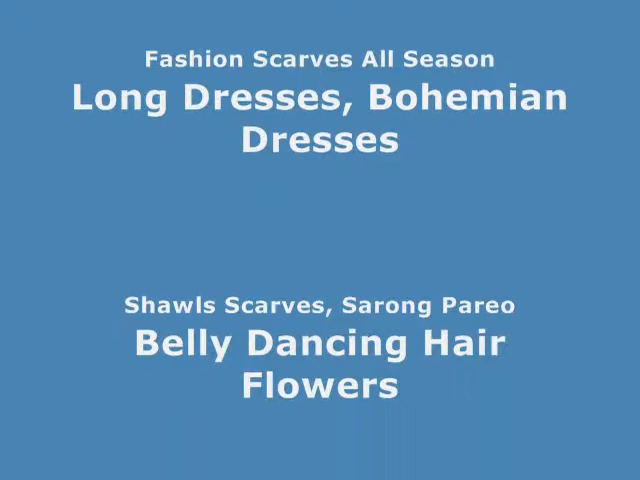 Fashion Scarves All Season
Long Dresses, Bohemian
Dresses
Shawls Scarves, Sarong Pareo
Belly Dancing Hair
Flowers